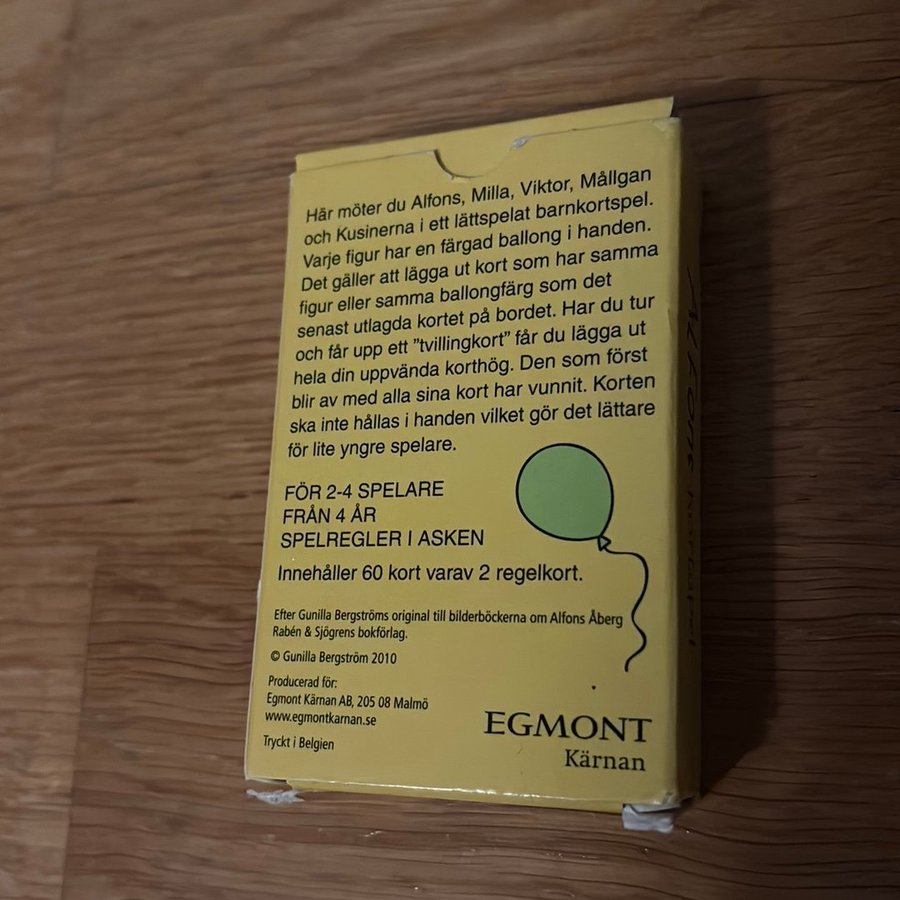 Här möter du Alfons, Milla, Viktor, Mållgan
och Kusinerna i ett lättspelat barnkortspel.
Varje figur har en färgad ballong i handen.
Det gäller att lägga ut kort som har samma
figur eller samma ballongfärg som det
senast utlagda kortet på bordet. Har du tur
och får upp ett ”tvillingkort” får du lägga ut
hela din uppvända korthög. Den som först
blir av med alla sina kort har vunnit. Korten
ska inte hållas i handen vilket gör det lättare
för lite yngre spelare.
FÖR 2-4 SPELARE
FRÅN 4 ÅR
SPELREGLER I ASKEN
Innehåller 60 kort varav 2 regelkort.
Efter Gunilla Bergströms original till bilderböckerna om Alfons Åberg
Rabén & Sjögrens bokförlag.
© Gunilla Bergström 2010
Producerad för:
Egmont Kärnan AB, 205 08 Malmö
www.egmontkarnan.se
Tryckt i Belgien
EGMONT
Kärnan
ALFONS